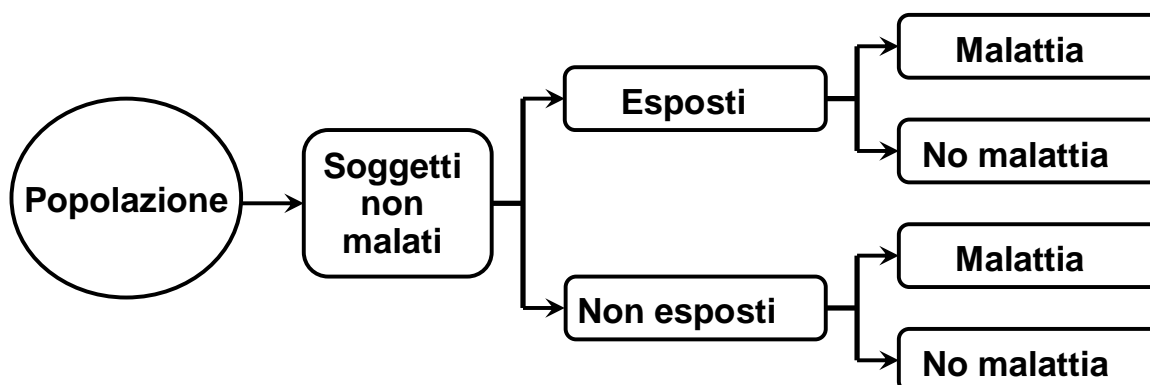 Popolazione
Soggetti
non
malati
Esposti
Non esposti
Malattia
No malattia
Malattia
No malattia